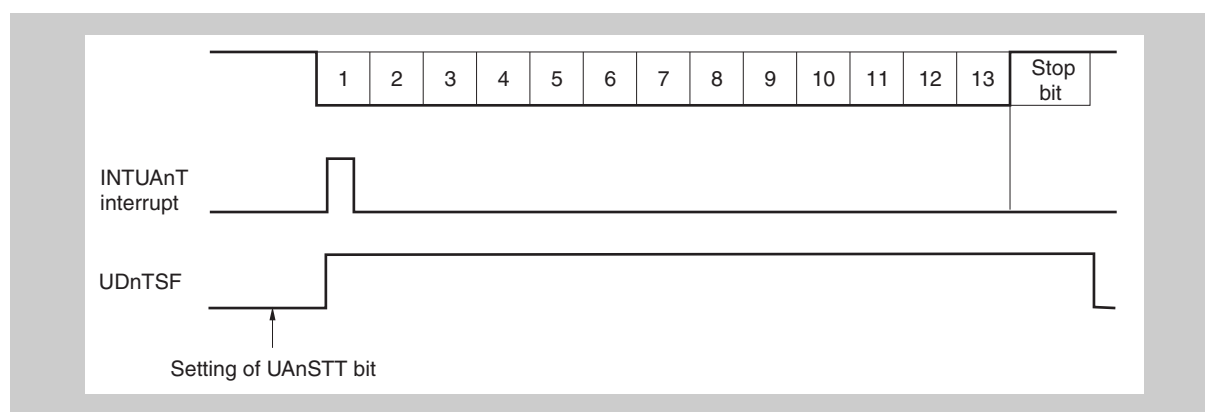 1 2 3 4 5 6 7 8 9 10 11 12 13 Stop
bit
INTUAnT
interrupt
UDnTSF
Setting of UAnSTT bit